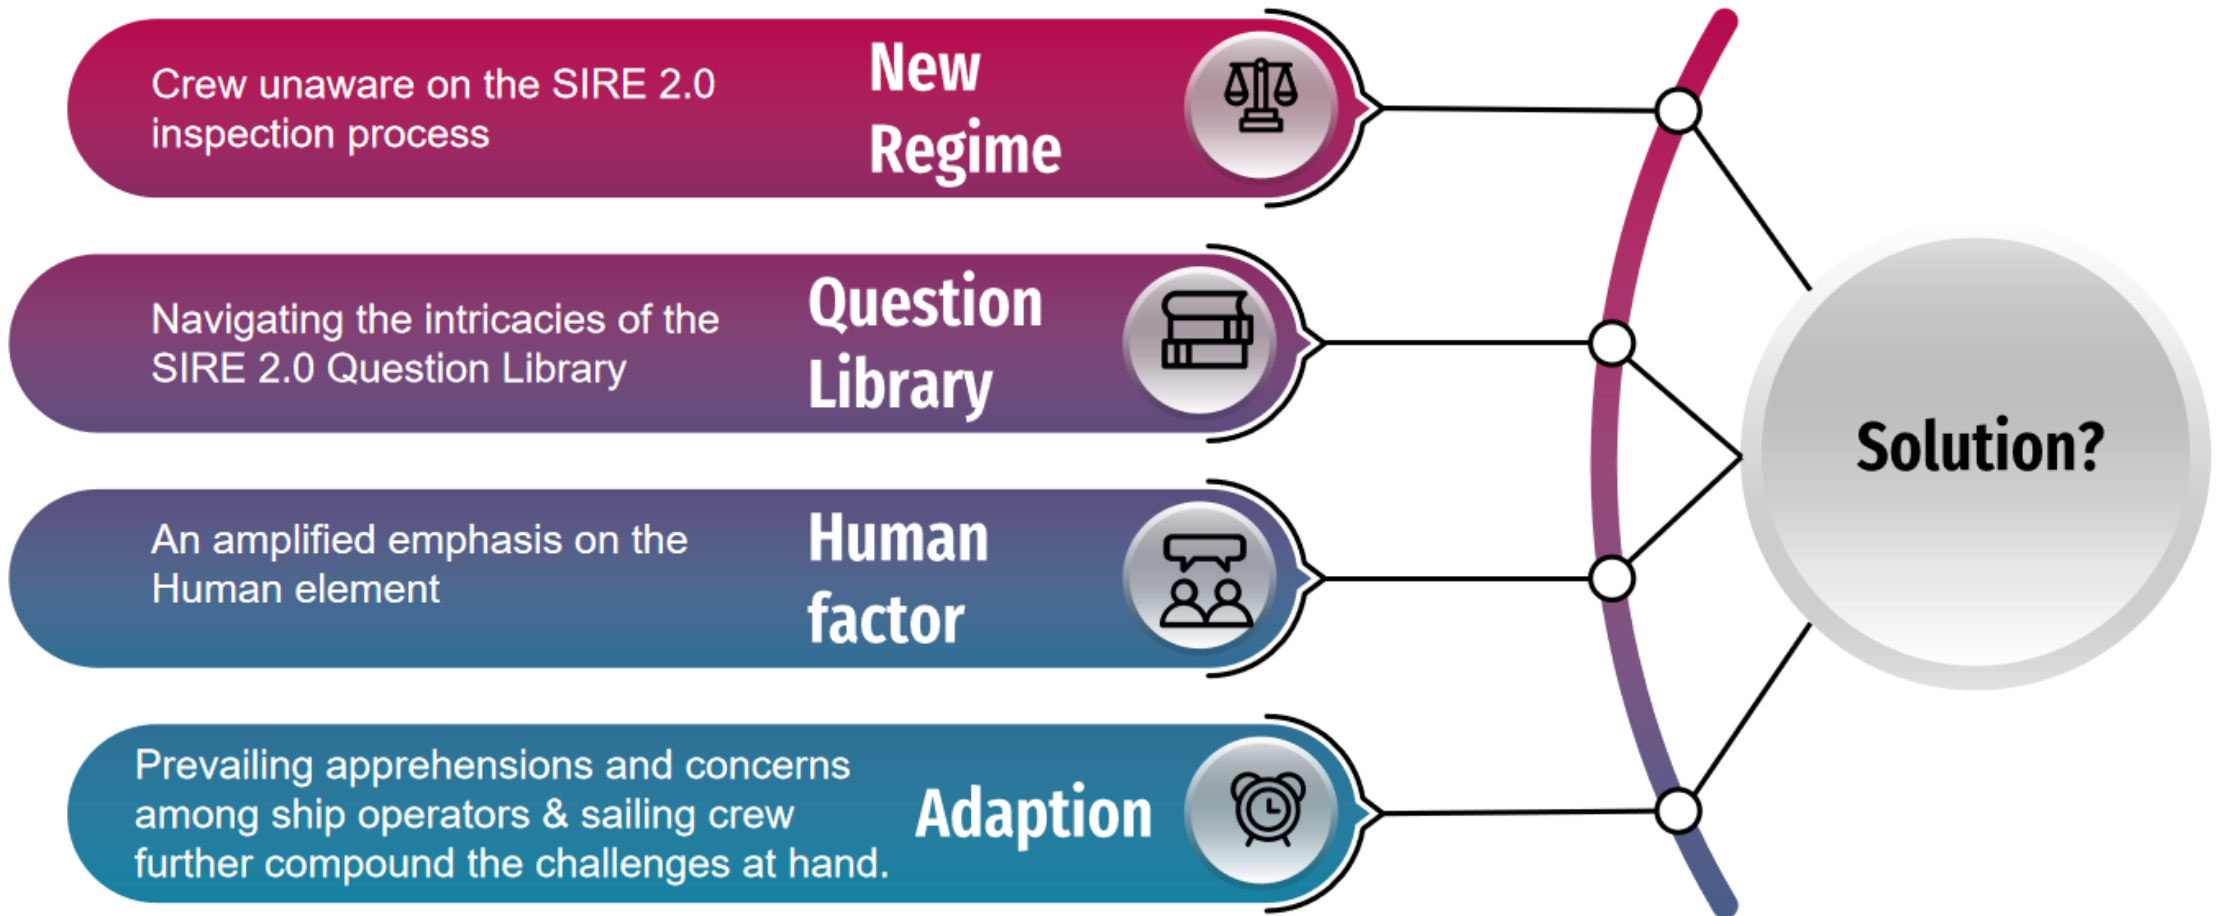 Crew unaware on the SIRE 2.0
inspection process
New
Regime
Navigating the intricacies of the
SIRE 2.0 Question Library
Question
Library
An amplified emphasis on the
Human element
Human
factor
Prevailing apprehensions and concerns
among ship operators & sailing crew
further compound the challenges at hand.
Adaption
Solution?